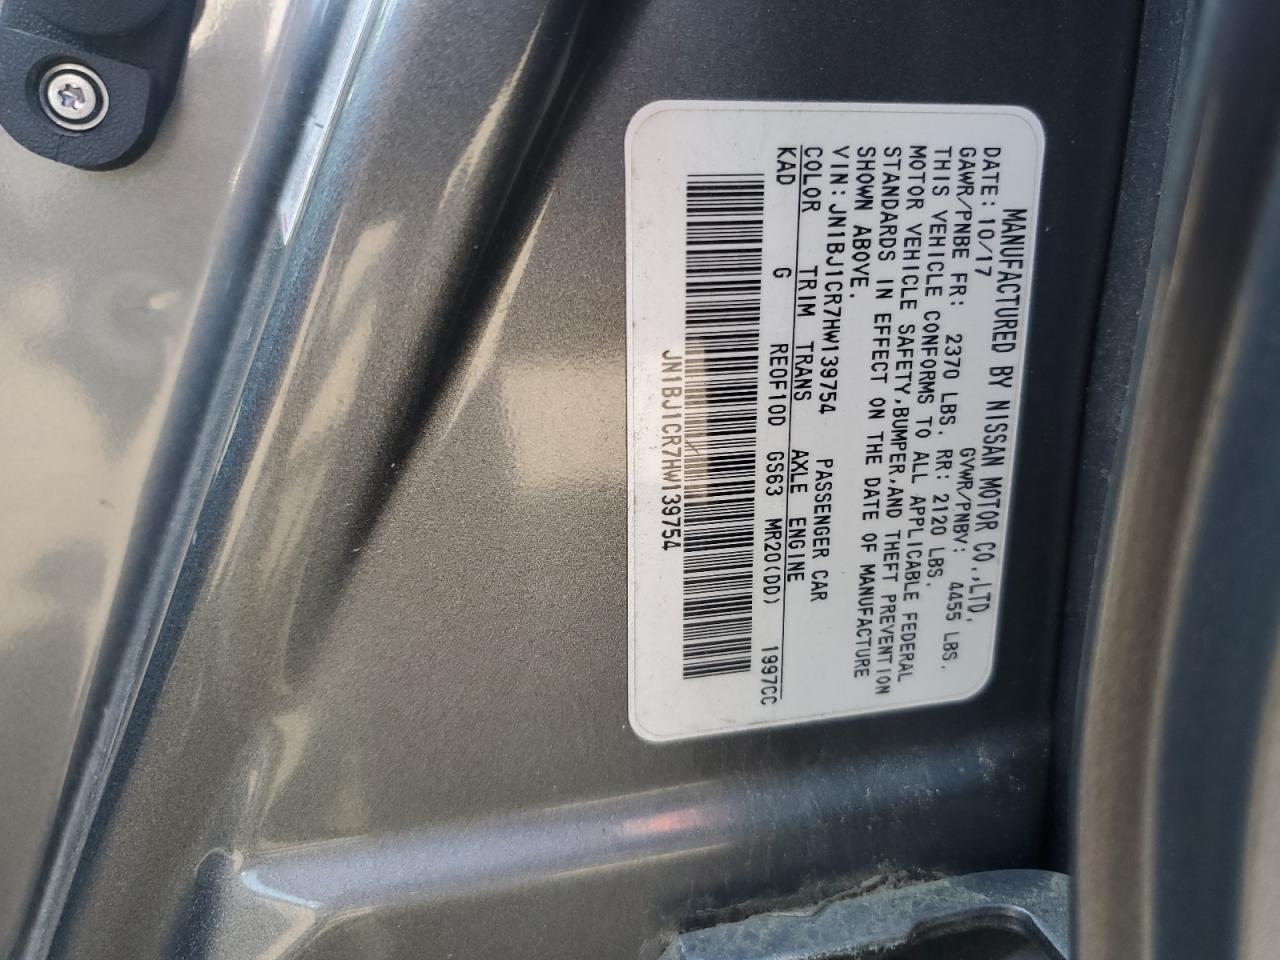 MANUFACTURED BY NISSAN MOTOR CO.,LTD.
DATE: 10/17 GVWR/PNBV: 4455 LBS.
GAWR/PNBE FR: 2370 LBS. RR: 2120 LBS.
THIS VEHICLE CONFORMS TO ALL APPLICABLE FEDERAL
MOTOR VEHICLE SAFETY,BUMPER,AND THEFT PREVENTION
STANDARDS IN EFFECT ON THE DATE OF MANUFACTURE
SHOWN ABOVE.
VIN:JN1BJ1CR7HW139754 PASSENGER CAR
COLOR TRIM TRANS AXLE ENGINE
KAD G RE0F10D GS63 MR20(DD) 1997CC
JN1BJ1CR7HW139754